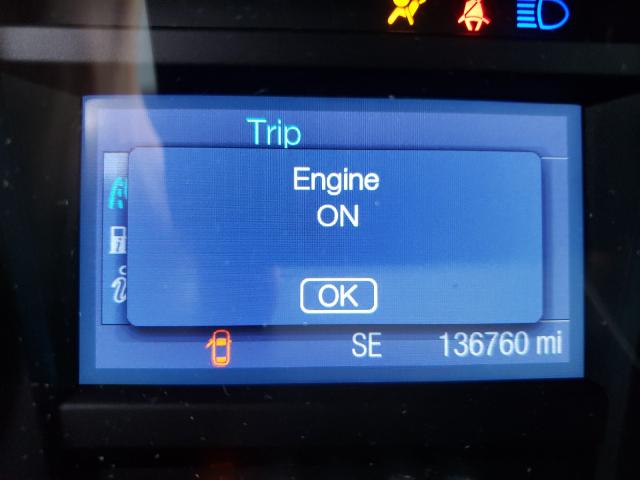 Trip
Engine
ON
OK
SE 136760 mi